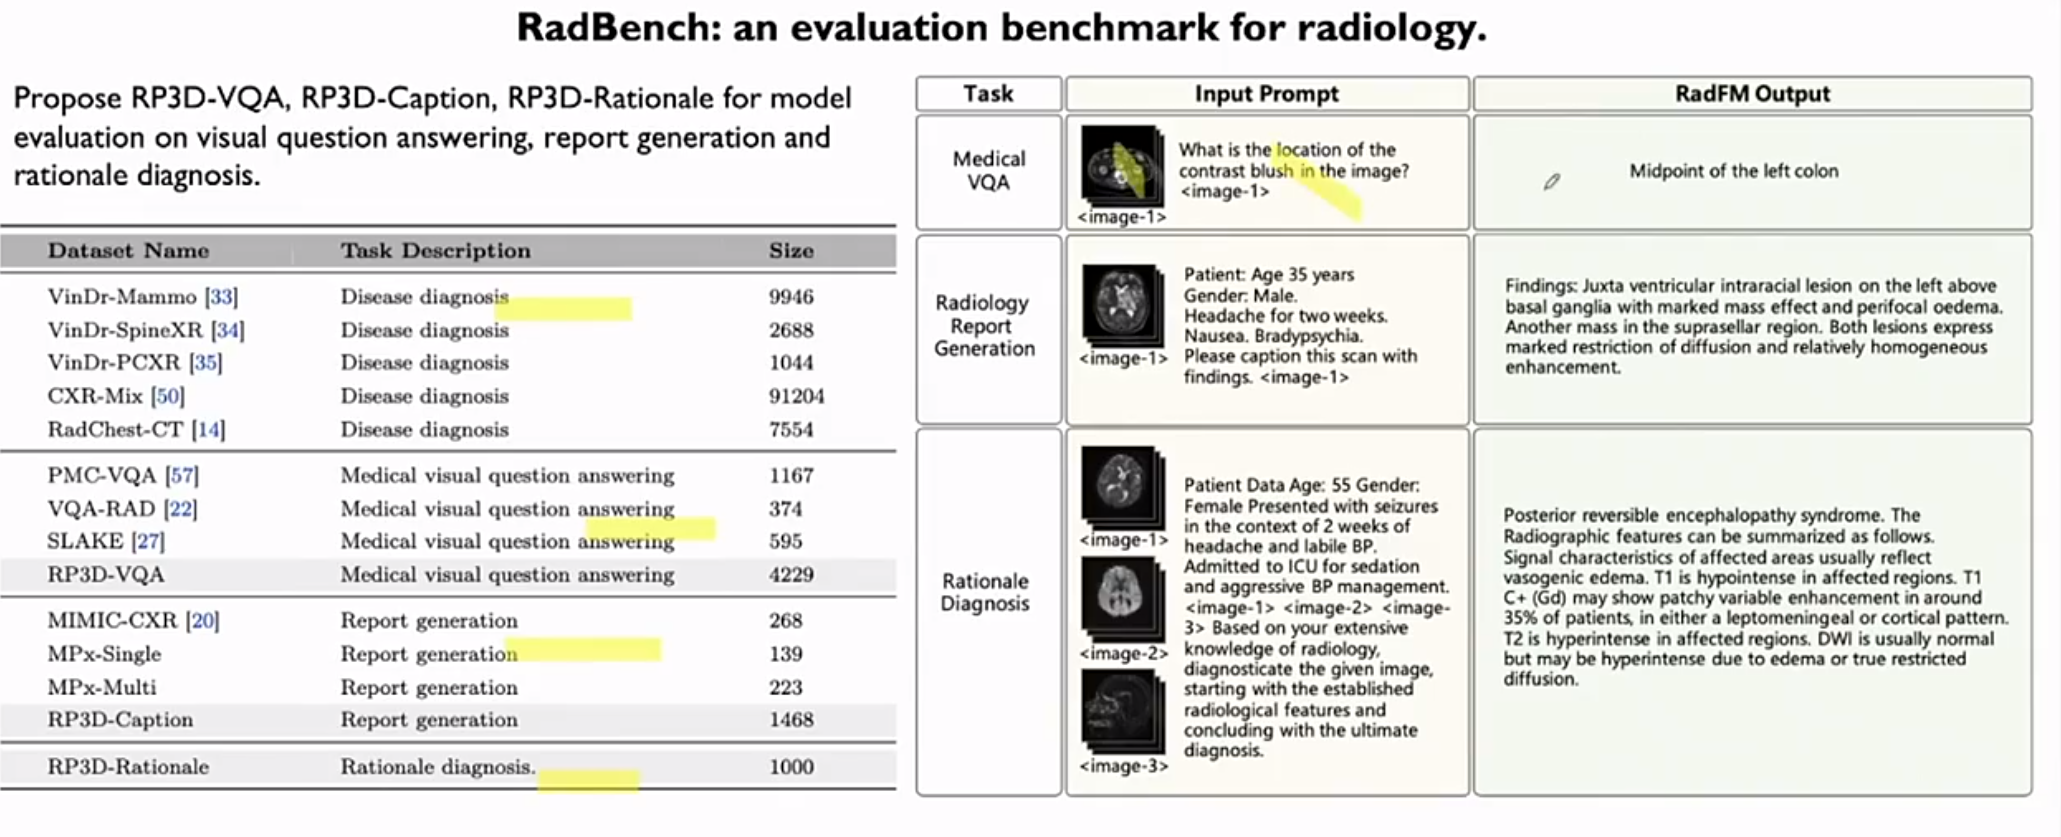 RadBench: an evaluation benchmark for radiology.
Propose RP3D-VQA, RP3D-Caption, RP3D-Rationale for model
evaluation on visual question answering, report generation and
rationale diagnosis.
Dataset Name Task Description Size
VinDr-Mammo [33] Disease diagnosis 9946
VinDr-SpineXR [34] Disease diagnosis 2688
VinDr-PCXR [35] Disease diagnosis 1044
CXR-Mix [50] Disease diagnosis 91204
RadChest-CT [14] Disease diagnosis 7554
PMC-VQA [57] Medical visual question answering 1167
VQA-RAD [22] Medical visual question answering 374
SLAKE [27] Medical visual question answering 595
RP3D-VQA Medical visual question answering 4229
MIMIC-CXR [20] Report generation 268
MPx-Single Report generation 139
MPx-Multi Report generation 223
RP3D-Caption Report generation 1468
RP3D-Rationale Rationale diagnosis. 1000
Task Input Prompt RadFM Output
Medical
VQA
<image-1>
What is the location of the
contrast blush in the image?
<image-1>
Midpoint of the left colon
Radiology
Report
Generation
<image-1>
Patient: Age 35 years
Gender: Male.
Headache for two weeks.
Nausea. Bradypsychia.
Please caption this scan with
findings. <image-1>
Findings: Juxta ventricular intraracial lesion on the left above
basal ganglia with marked mass effect and perifocal oedema.
Another mass in the suprasellar region. Both lesions express
marked restriction of diffusion and relatively homogeneous
enhancement.
Rationale
Diagnosis
<image-1>
<image-2>
<image-3>
Patient Data Age: 55 Gender:
Female Presented with seizures
in the context of 2 weeks of
headache and labile BP.
Admitted to ICU for sedation
and aggressive BP management.
<image-1> <image-2> <image-
3> Based on your extensive
knowledge of radiology,
diagnosticate the given image,
starting with the established
radiological features and
concluding with the ultimate
diagnosis.
Posterior reversible encephalopathy syndrome. The
Radiographic features can be summarized as follows.
Signal characteristics of affected areas usually reflect
vasogenic edema. T1 is hypointense in affected regions. T1
C+ (Gd) may show patchy variable enhancement in around
35% of patients, in either a leptomeningeal or cortical pattern.
T2 is hyperintense in affected regions. DWI is usually normal
but may be hyperintense due to edema or true restricted
diffusion.